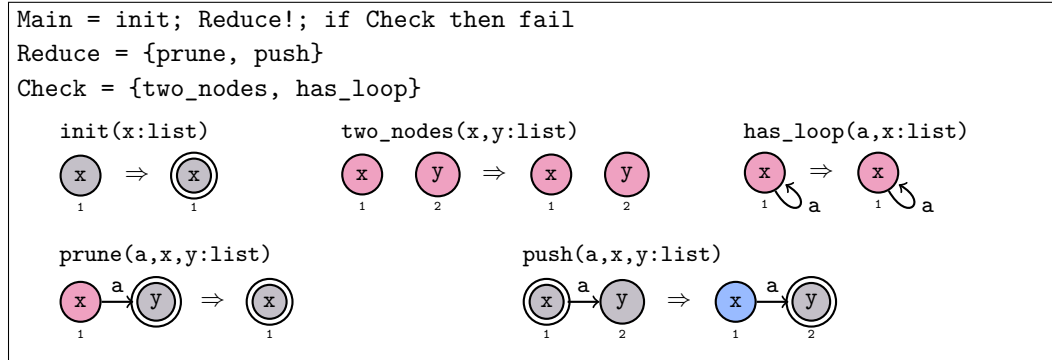 Main = init; Reduce!; if Check then fail
Reduce = {prune, push}
Check = {two_nodes, has_loop}
init(x:list) two_nodes(x,y:list) has_loop(a,x:list)
x ⇒ x x y ⇒ x y x a ⇒ x a
1 1 1 2 1 2 1 1
prune(a,x,y:list) push(a,x,y:list)
x a y ⇒ x x a y ⇒ x a y
1 1 1 2 1 2